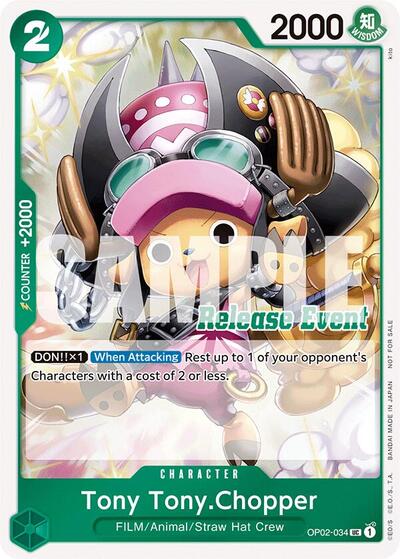 2
2000
知
WISDOM
kito
COUNTER +2000
SAMPLE
Release Event
DON!!×1 When Attacking Rest up to 1 of your opponent's
Characters with a cost of 2 or less.
CHARACTER
Tony Tony.Chopper
FILM/Animal/Straw Hat Crew
OP02-034 UC 1
©E/S ©E.O./S., T.A. BANDAI MADE IN JAPAN NOT FOR SALE